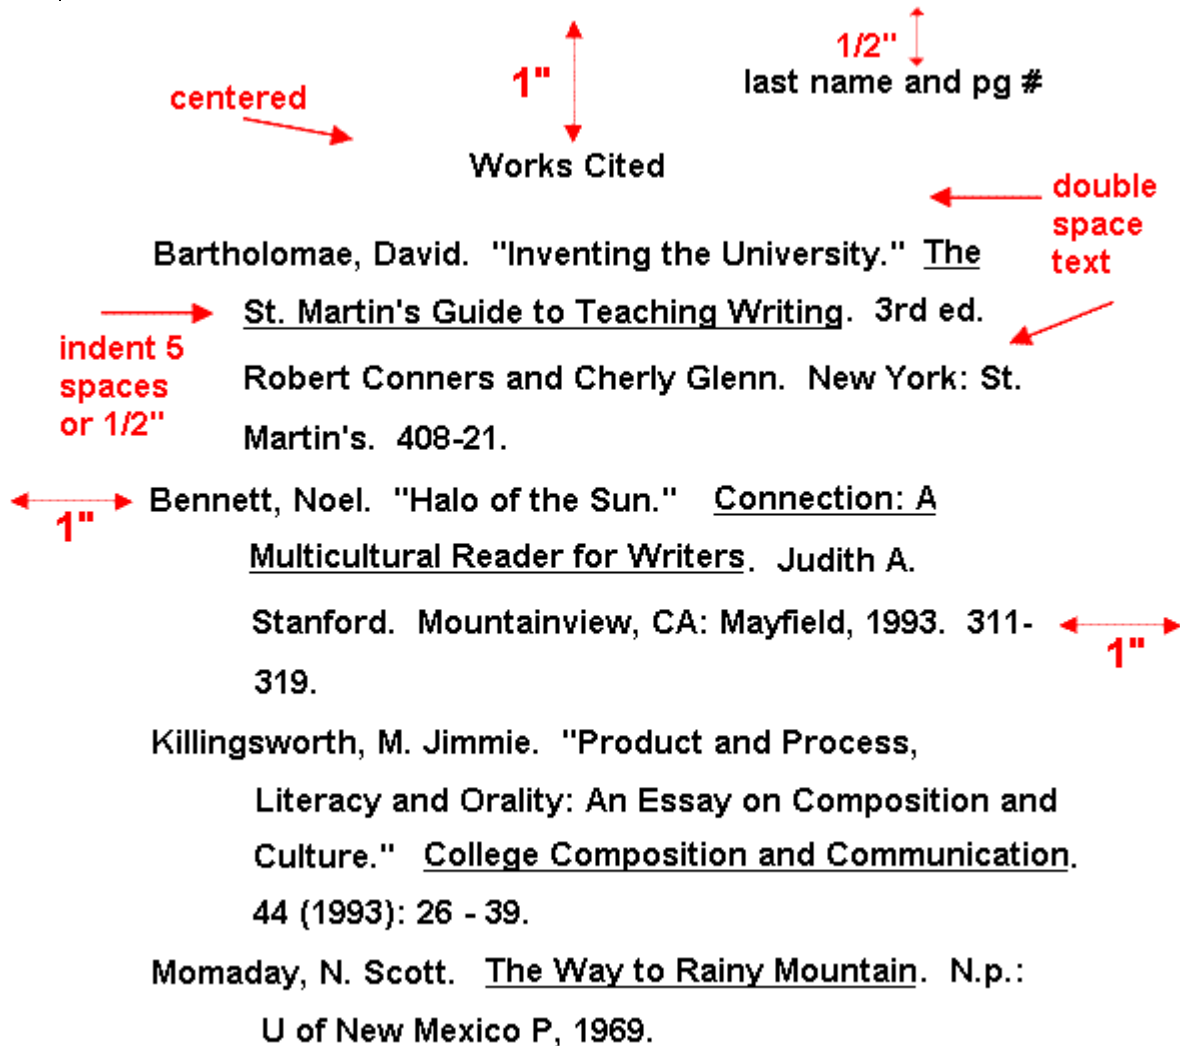 1/2"
1"
last name and pg #
centered
Works Cited
double
space
text
Bartholomae, David.  "Inventing the University."  The
St. Martin's Guide to Teaching Writing.  3rd ed.
indent 5
spaces
or 1/2"
Robert Conners and Cherly Glenn.  New York: St.
Martin's.  408-21.
Bennett, Noel.  "Halo of the Sun."  Connection: A
1"
Multicultural Reader for Writers.  Judith A.
Stanford.  Mountainview, CA: Mayfield, 1993.  311-
1"
319.
Killingsworth, M. Jimmie.  "Product and Process,
Literacy and Orality: An Essay on Composition and
Culture."  College Composition and Communication.
44 (1993): 26 - 39.
Momaday, N. Scott.  The Way to Rainy Mountain.  N.p.:
U of New Mexico P, 1969.